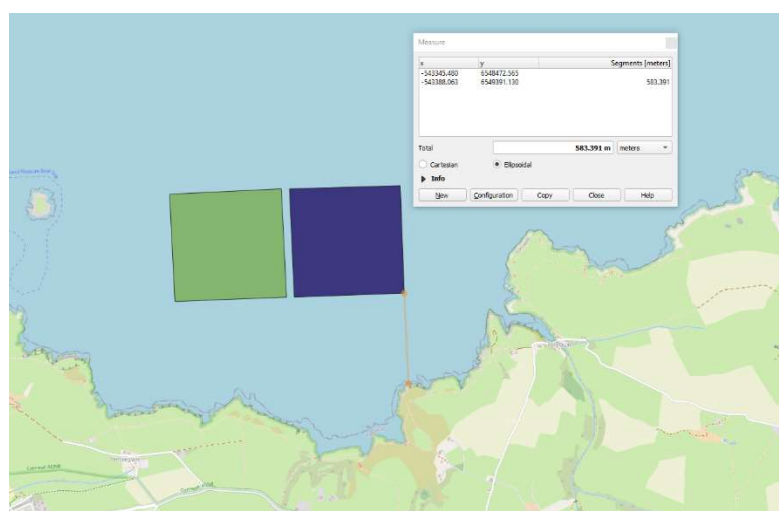 Measure
x y Segments [meters]
-543345.480 6548472.565
-543388.063 6549391.130 583.391
Total 583.391 m meters
Cartesian Ellipsoidal
Info
New Configuration Copy Close Help